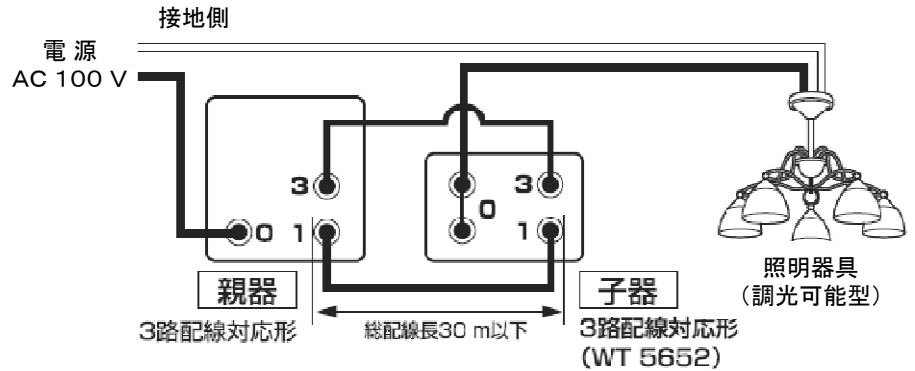 接地側
電 源
AC 100 V
3
0
1
3
0
1
親器
3路配線対応形
総配線長30 m以下
子器
3路配線対応形
(WT 5652)
照明器具
(調光可能型)